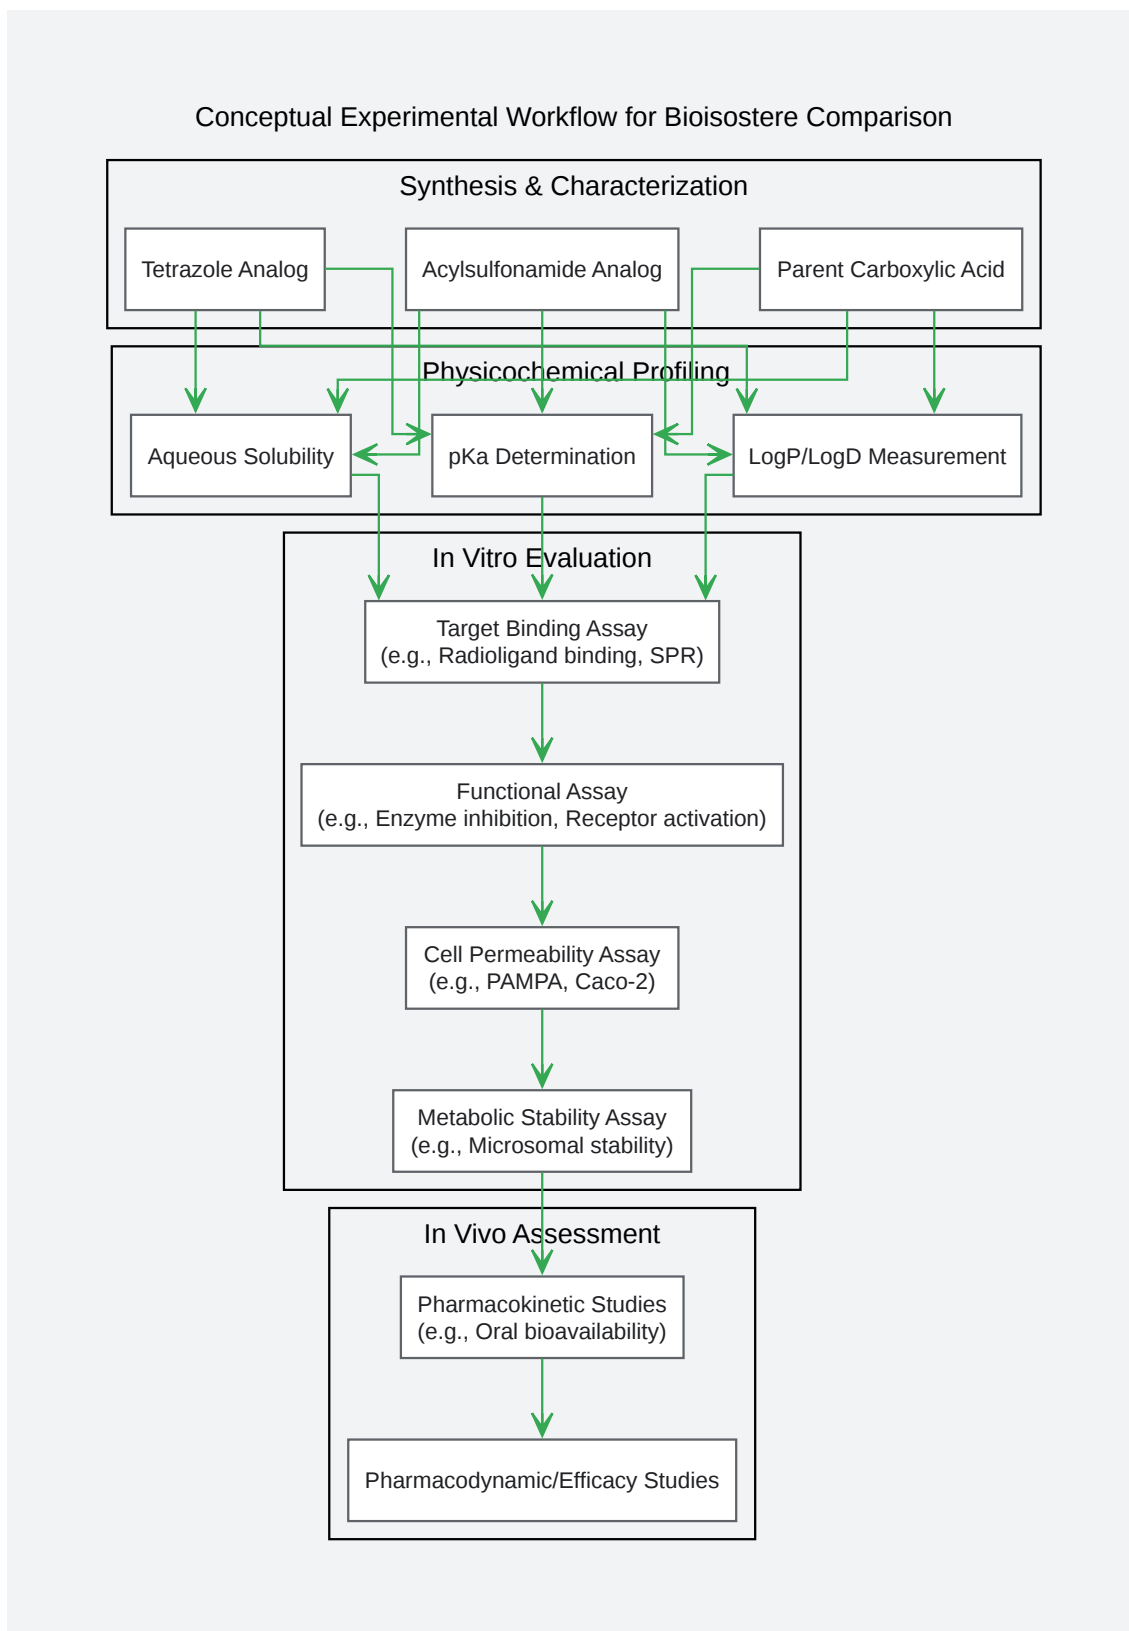 Conceptual Experimental Workflow for Bioisostere Comparison
Synthesis & Characterization
Tetrazole Analog
Acylsulfonamide Analog
Parent Carboxylic Acid
Physicochemical Profiling
Aqueous Solubility
pKa Determination
LogP/LogD Measurement
In Vitro Evaluation
Target Binding Assay
(e.g., Radioligand binding, SPR)
Functional Assay
(e.g., Enzyme inhibition, Receptor activation)
Cell Permeability Assay
(e.g., PAMPA, Caco-2)
Metabolic Stability Assay
(e.g., Microsomal stability)
In Vivo Assessment
Pharmacokinetic Studies
(e.g., Oral bioavailability)
Pharmacodynamic/Efficacy Studies